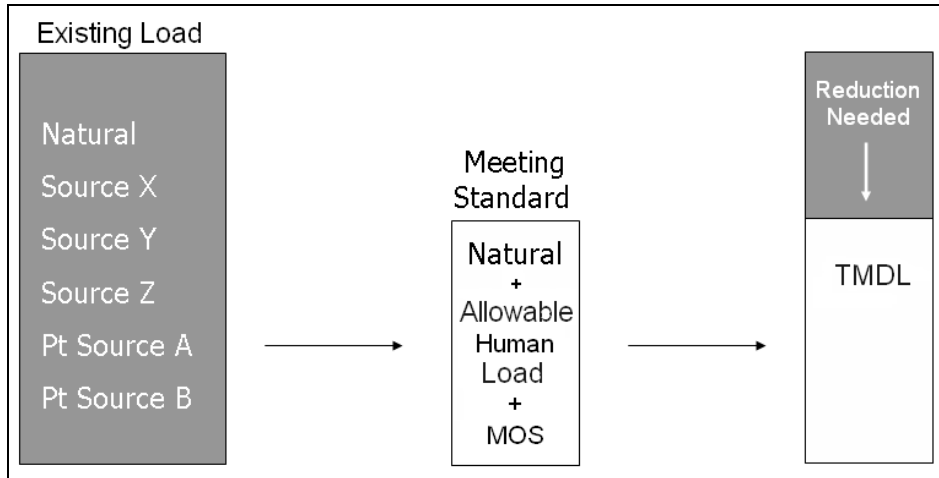 Existing Load
Natural
Source X
Source Y
Source Z
Pt Source A
Pt Source B
Meeting
Standard
Natural
+
Allowable
Human
Load
+
MOS
Reduction
Needed
TMDL